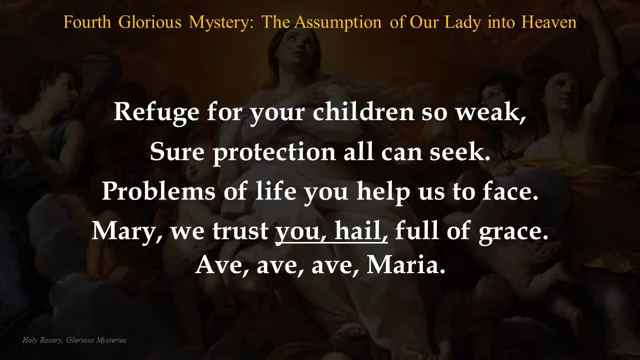 Fourth Glorious Mystery: The Assumption of Our Lady into Heaven
Refuge for your children so weak,
Sure protection all can seek.
Problems of life you help us to face.
Mary, we trust you, hail, full of grace.
Ave, ave, ave, Maria.
Holy Rosary, Glorious Mysteries